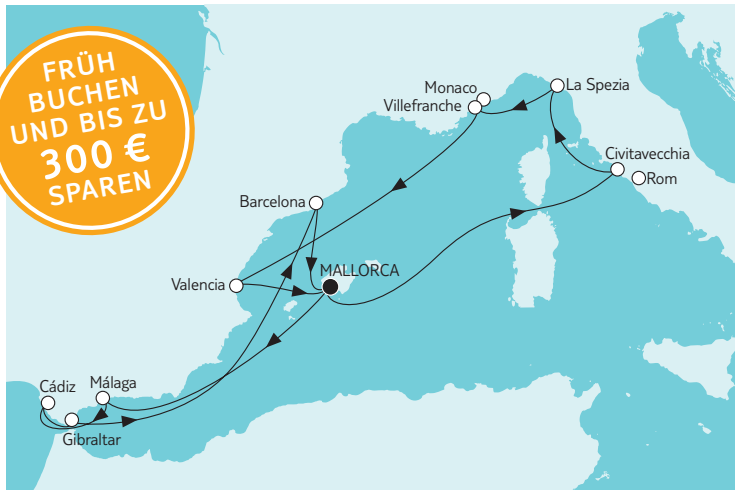 FRÜH
BUCHEN
UND BIS ZU
300 €
SPAREN
Monaco
Villefranche
La Spezia
Civitavecchia
Rom
Barcelona
MALLORCA
Valencia
Cádiz
Málaga
Gibraltar